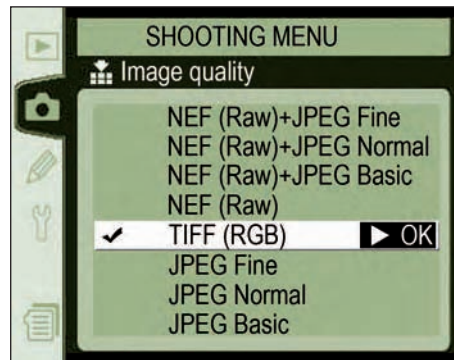 SHOOTING MENU
Image quality
NEF (Raw)+JPEG Fine
NEF (Raw)+JPEG Normal
NEF (Raw)+JPEG Basic
NEF (Raw)
TIFF (RGB) OK
JPEG Fine
JPEG Normal
JPEG Basic